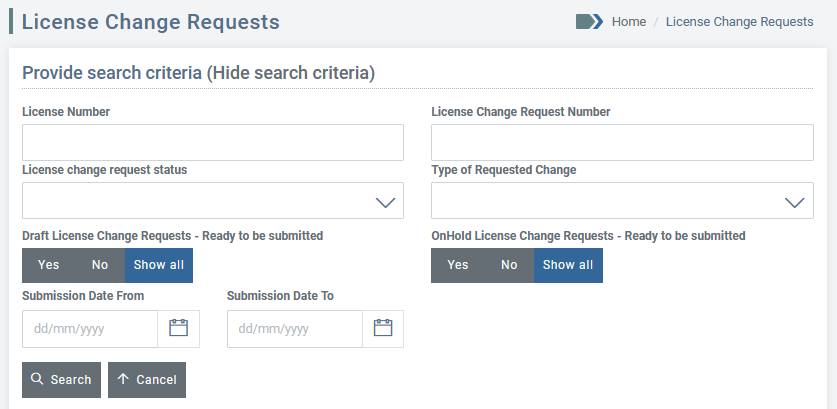 License Change Requests
Home / License Change Requests
Provide search criteria (Hide search criteria)
License Number
License Change Request Number
License change request status
Type of Requested Change
Draft License Change Requests - Ready to be submitted
OnHold License Change Requests - Ready to be submitted
Yes No Show all
Yes No Show all
Submission Date From
Submission Date To
dd/mm/yyyy
dd/mm/yyyy
Search
Cancel